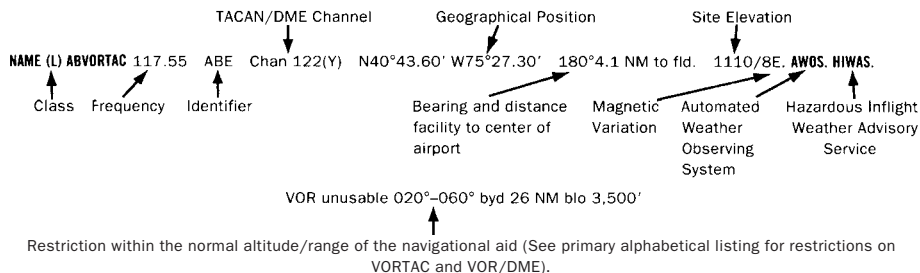 TACAN/DME Channel Geographical Position Site Elevation
NAME (L) ABVORTAC 117.55 ABE Chan 122(Y) N40°43.60' W75°27.30' 180°4.1 NM to fld. 1110/8E. AWOS. HIWAS.
Class Frequency Identifier Bearing and distance Magnetic Automated Hazardous Inflight
facility to center of Variation Weather Weather Advisory
airport Observing Service
System
VOR unusable 020°–060° byd 26 NM blo 3,500'
Restriction within the normal altitude/range of the navigational aid (See primary alphabetical listing for restrictions on
VORTAC and VOR/DME).